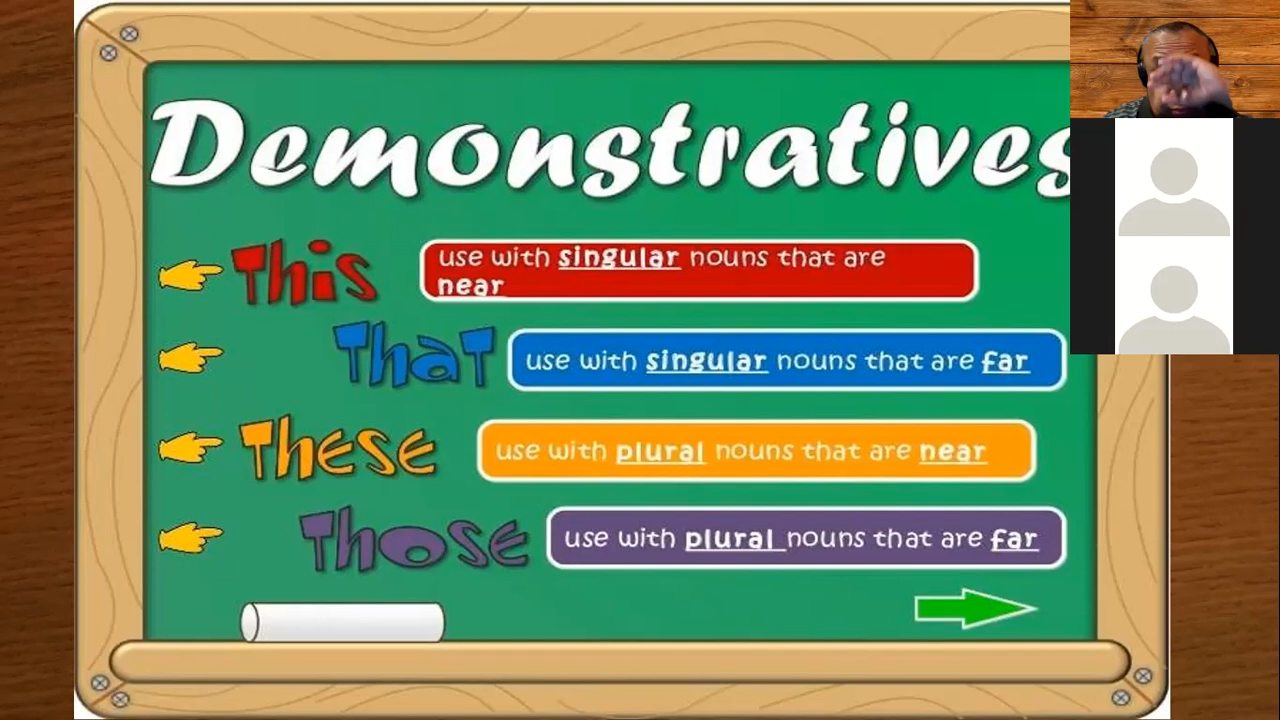 Demonstratives
This
use with singular nouns that are
near
That
use with singular nouns that are far
These
use with plural nouns that are near
Those
use with plural nouns that are far